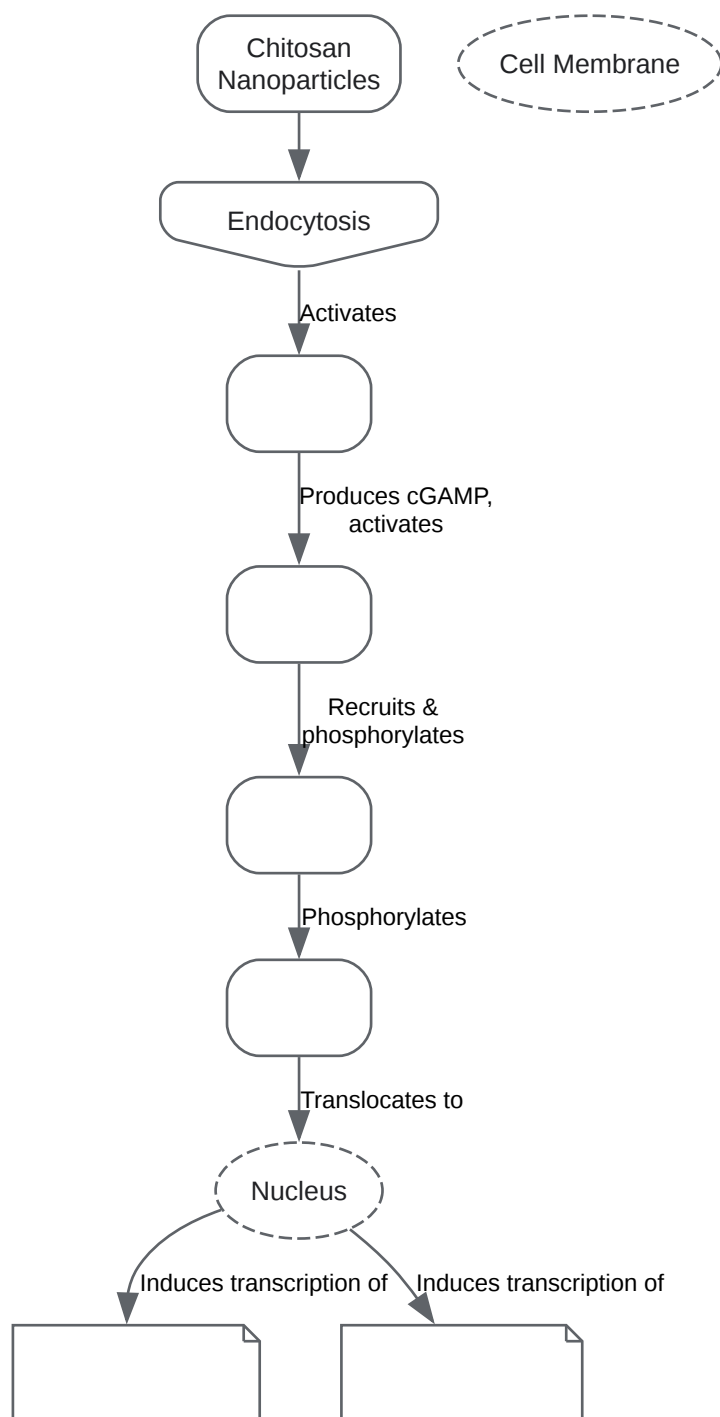 Chitosan
Nanoparticles
Cell Membrane
Endocytosis
Activates
Produces cGAMP,
activates
Recruits &
phosphorylates
Phosphorylates
Translocates to
Nucleus
Induces transcription of
Induces transcription of